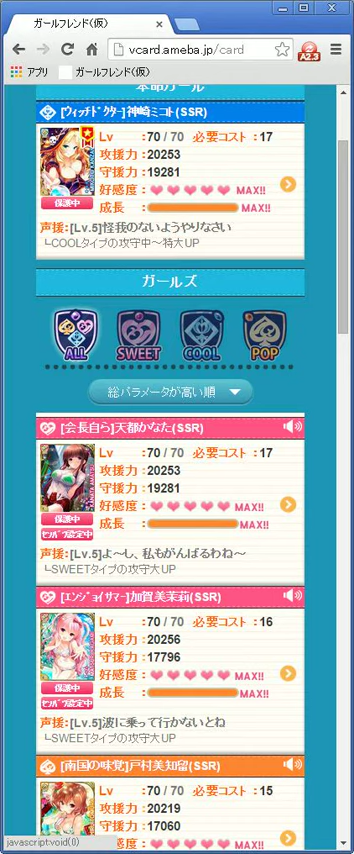 ガールフレンド(仮)
vcard.ameba.jp/card
A2.3
アプリ
ガールフレンド(仮)
本命ガール
[ウィッチドクター]神崎ミコト(SSR)
Lv :70 / 70 必要コスト :17
攻援力:20253
守援力:19281
好感度: MAX!!
成長 : MAX!!
保護中
声援:[Lv.5]怪我のないようやりなさい
└COOLタイプの攻守中～特大UP
ガールズ
ALL SWEET COOL POP
総パラメータが高い順
[会長自ら]天都かなた(SSR)
Lv :70 / 70 必要コスト :17
攻援力:20253
守援力:19281
好感度: MAX!!
成長 : MAX!!
保護中
センバツ設定中
声援:[Lv.5]よ～し、私もがんばるわね～
└SWEETタイプの攻守大UP
[エンジョイサマー]加賀美茉莉(SSR)
Lv :70 / 70 必要コスト :16
攻援力:20256
守援力:17796
好感度: MAX!!
成長 : MAX!!
保護中
センバツ設定中
声援:[Lv.5]波に乗って行かないとね
└SWEETタイプの攻守大UP
[南国の味覚]戸村美知留(SSR)
Lv :70 / 70 必要コスト :15
攻援力:20219
守援力:17060
好感度: MAX!!
javascript:void(0)